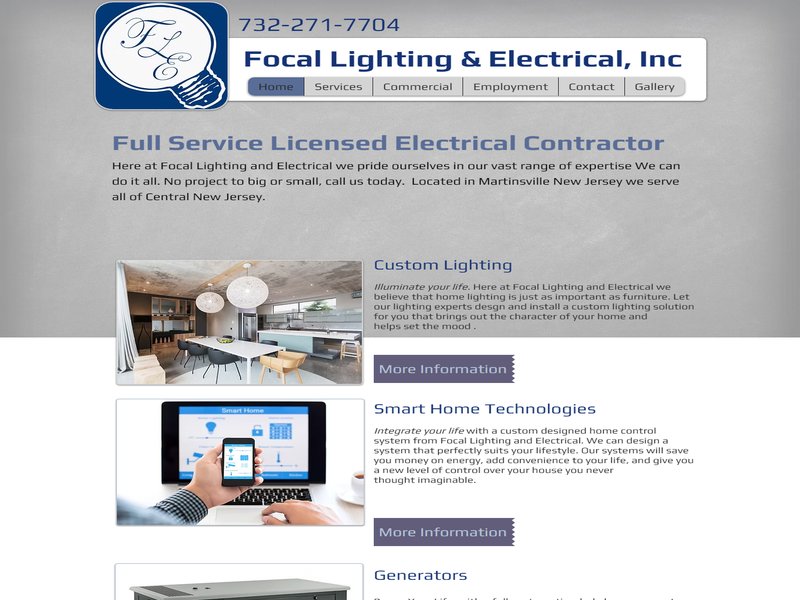 732-271-7704
FLE
Focal Lighting & Electrical, Inc
Home Services Commercial Employment Contact Gallery
Full Service Licensed Electrical Contractor
Here at Focal Lighting and Electrical we pride ourselves in our vast range of expertise We can
do it all. No project to big or small, call us today. Located in Martinsville New Jersey we serve
all of Central New Jersey.
Custom Lighting
Illuminate your life. Here at Focal Lighting and Electrical we
believe that home lighting is just as important as furniture. Let
our lighting experts desgn and install a custom lighting solution
for you that brings out the character of your home and
helps set the mood .
More Information
Smart Home
Smart Home Technologies
Integrate your life with a custom designed home control
system from Focal Lighting and Electrical. We can design a
system that perfectly suits your lifestyle. Our systems will save
you money on energy, add convenience to your life, and give you
a new level of control over your house you never
thought imaginable.
More Information
Generators